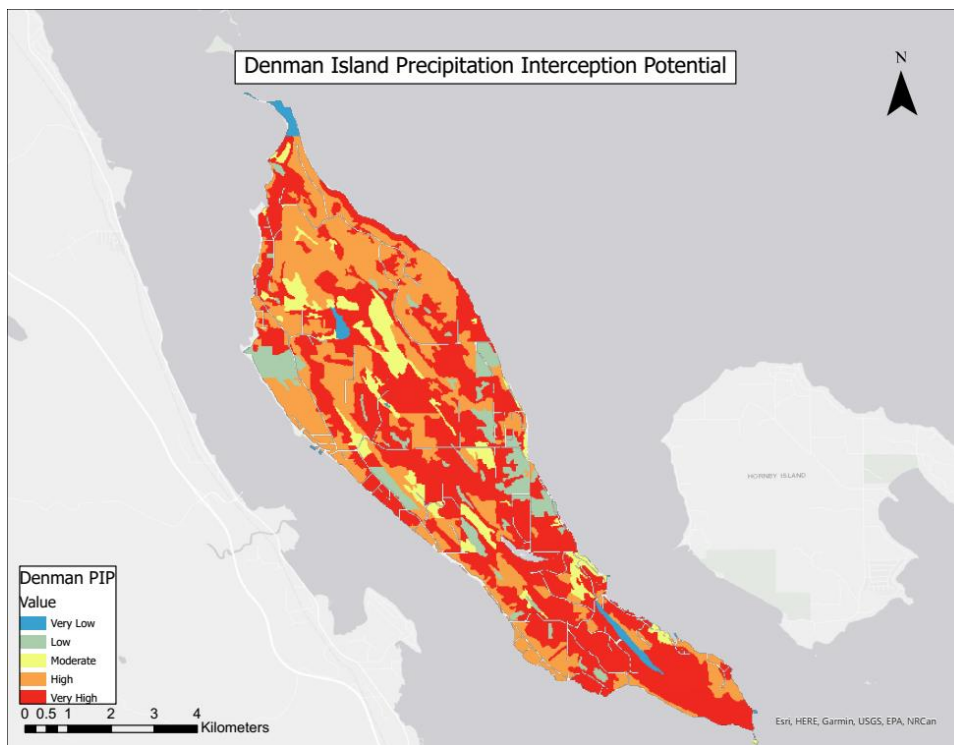 Denman Island Precipitation Interception Potential
N
HORNBY ISLAND
Denman PIP
Value
Very Low
Low
Moderate
High
Very High
0 0.5 1 2 3 4
Kilometers
Esri, HERE, Garmin, USGS, EPA, NRCan